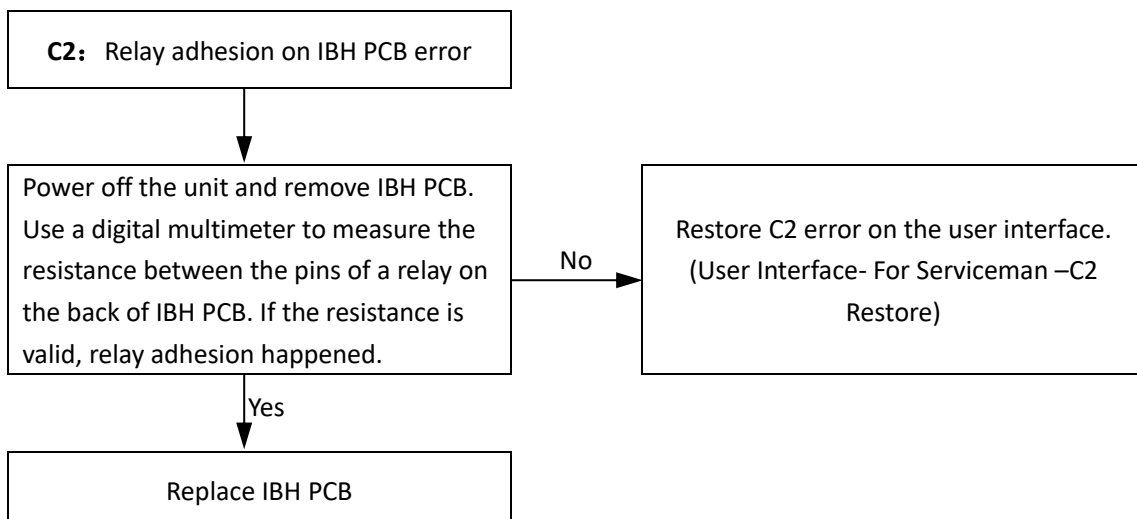 C2： Relay adhesion on IBH PCB error
Power off the unit and remove IBH PCB.
Use a digital multimeter to measure the
resistance between the pins of a relay on
the back of IBH PCB. If the resistance is
valid, relay adhesion happened.
No
Restore C2 error on the user interface.
(User Interface- For Serviceman –C2
Restore)
Yes
Replace IBH PCB